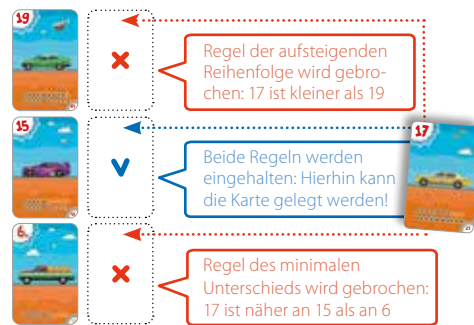 19
Regel der aufsteigenden
Reihenfolge wird gebro-
chen: 17 ist kleiner als 19
15
17
Beide Regeln werden
eingehalten: Hierhin kann
die Karte gelegt werden!
6.
Regel des minimalen
Unterschieds wird gebrochen:
17 ist näher an 15 als an 6